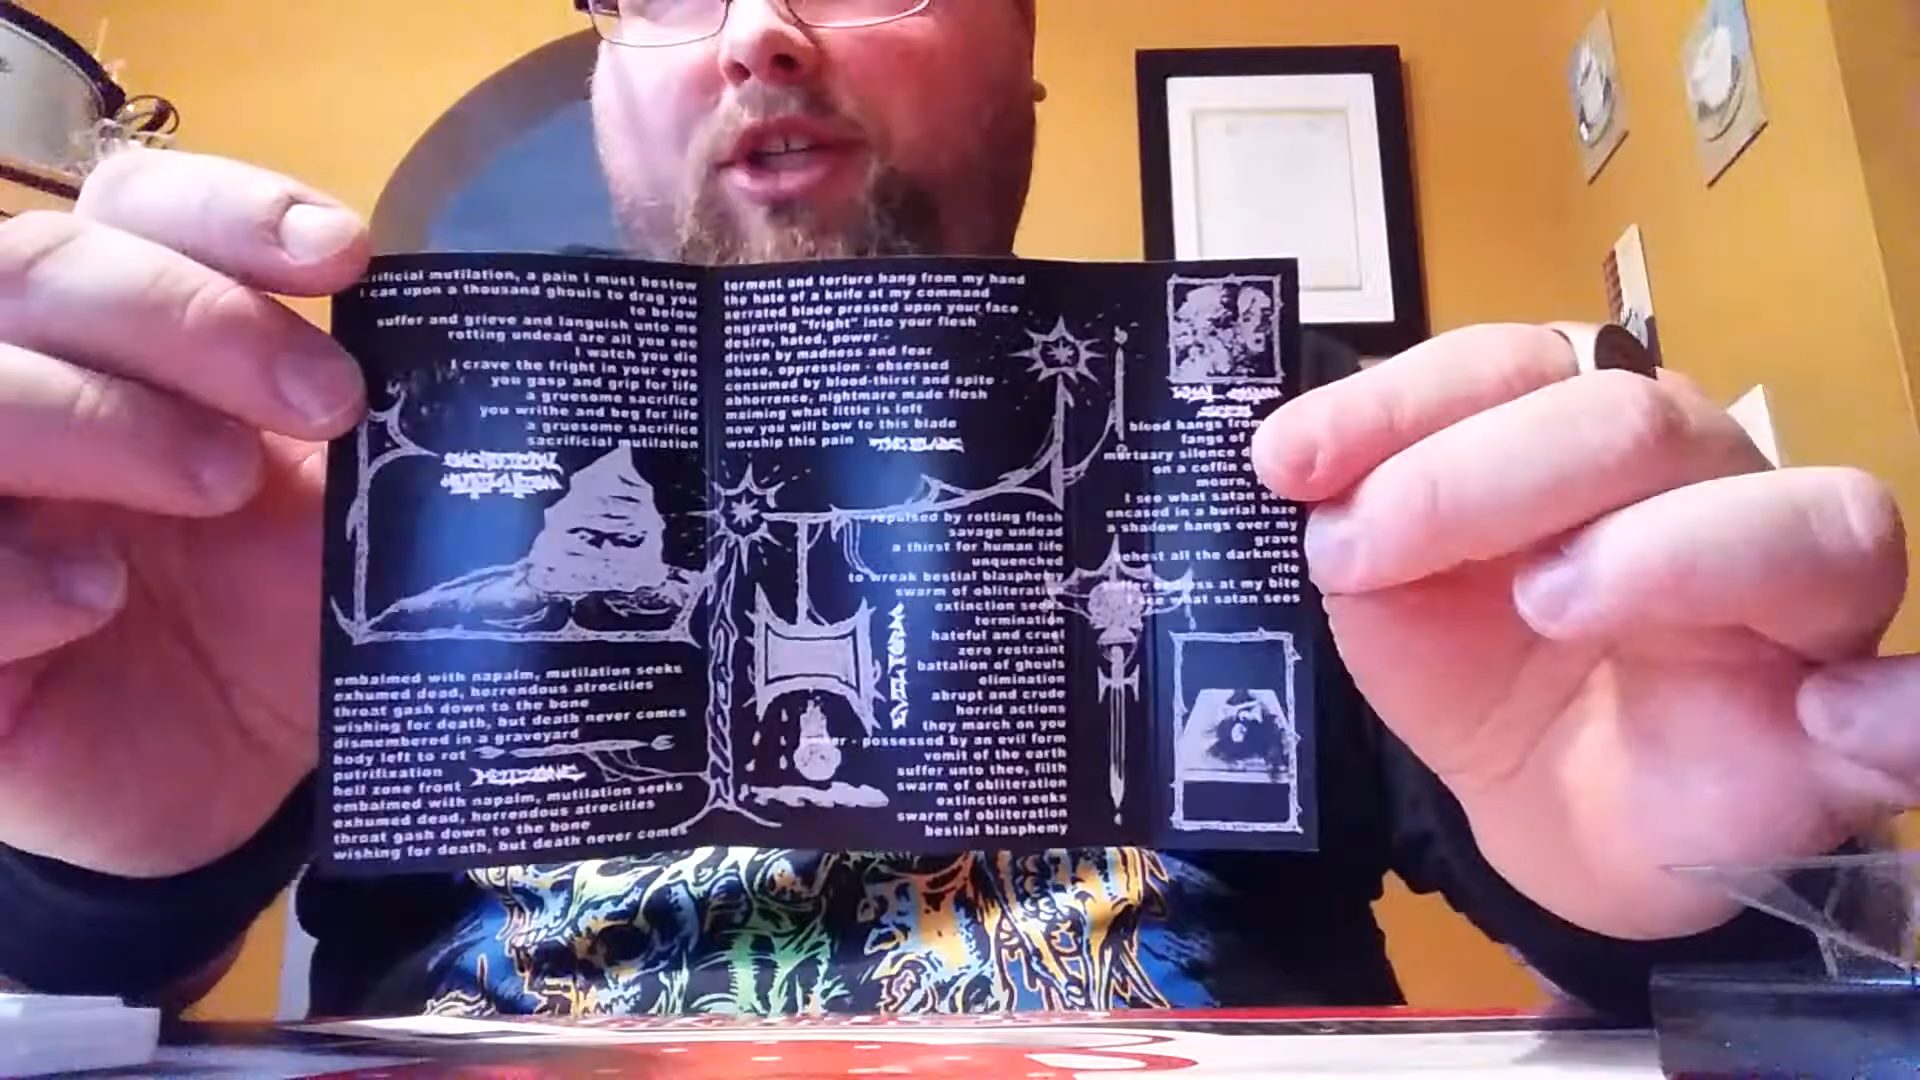 rificial mutilation, a pain I must bestow
I call upon a thousand ghouls to drag you
to below
suffer and grieve and languish unto me
rotting undead are all you see
I watch you die
I crave the fright in your eyes
you gasp and grip for life
a gruesome sacrifice
you writhe and beg for life
a gruesome sacrifice
sacrificial mutilation
SACRIFICIAL
MUTILATION
embalmed with napalm, mutilation seeks
exhumed dead, horrendous atrocities
throat gash down to the bone
wishing for death, but death never comes
dismembered in a graveyard
body left to rot
putrifixation
hell zone front
HELLZONE
embalmed with napalm, mutilation seeks
exhumed dead, horrendous atrocities
throat gash down to the bone
wishing for death, but death never comes
torment and torture hang from my hand
the hate of a knife at my command
serrated blade pressed upon your face
engraving "fright" into your flesh
desire, hated, power -
driven by madness and fear
abuse, oppression - obsessed
consumed by blood-thirst and spite -
abhorrence, nightmare made flesh
maiming what little is left
now you will bow to this blade
worship this pain
THE BLADE
repulsed by rotting flesh
savage undead
a thirst for human life
unquenched
to wreak bestial blasphemy
swarm of obliteration
extinction seeks
termination
hateful and cruel
zero restraint
battalion of ghouls
elimination
abrupt and crude
horrid actions
they march on you
- possessed by an evil form
vomit of the earth
suffer unto thee, filth
swarm of obliteration
extinction seeks
swarm of obliteration
bestial blasphemy
EVIL FORM
WHAT SATAN
SEES
blood hangs from
fangs of
mortuary silence
on a coffin
mourn,
I see what satan
encased in a burial haze
a shadow hangs over my
grave
behest all the darkness
rite
at my bite
I see what satan sees